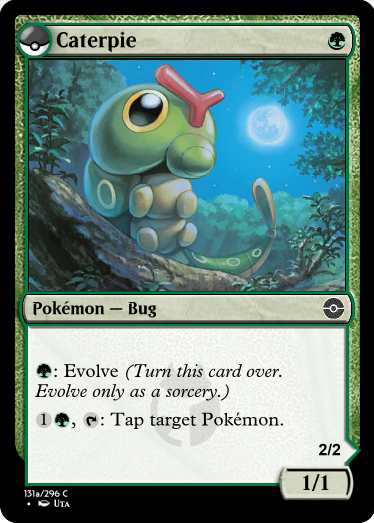 Caterpie
Pokémon — Bug
: Evolve (Turn this card over.
Evolve only as a sorcery.)
1, : Tap target Pokémon.
2/2
1/1
131a/296 C
• Uta